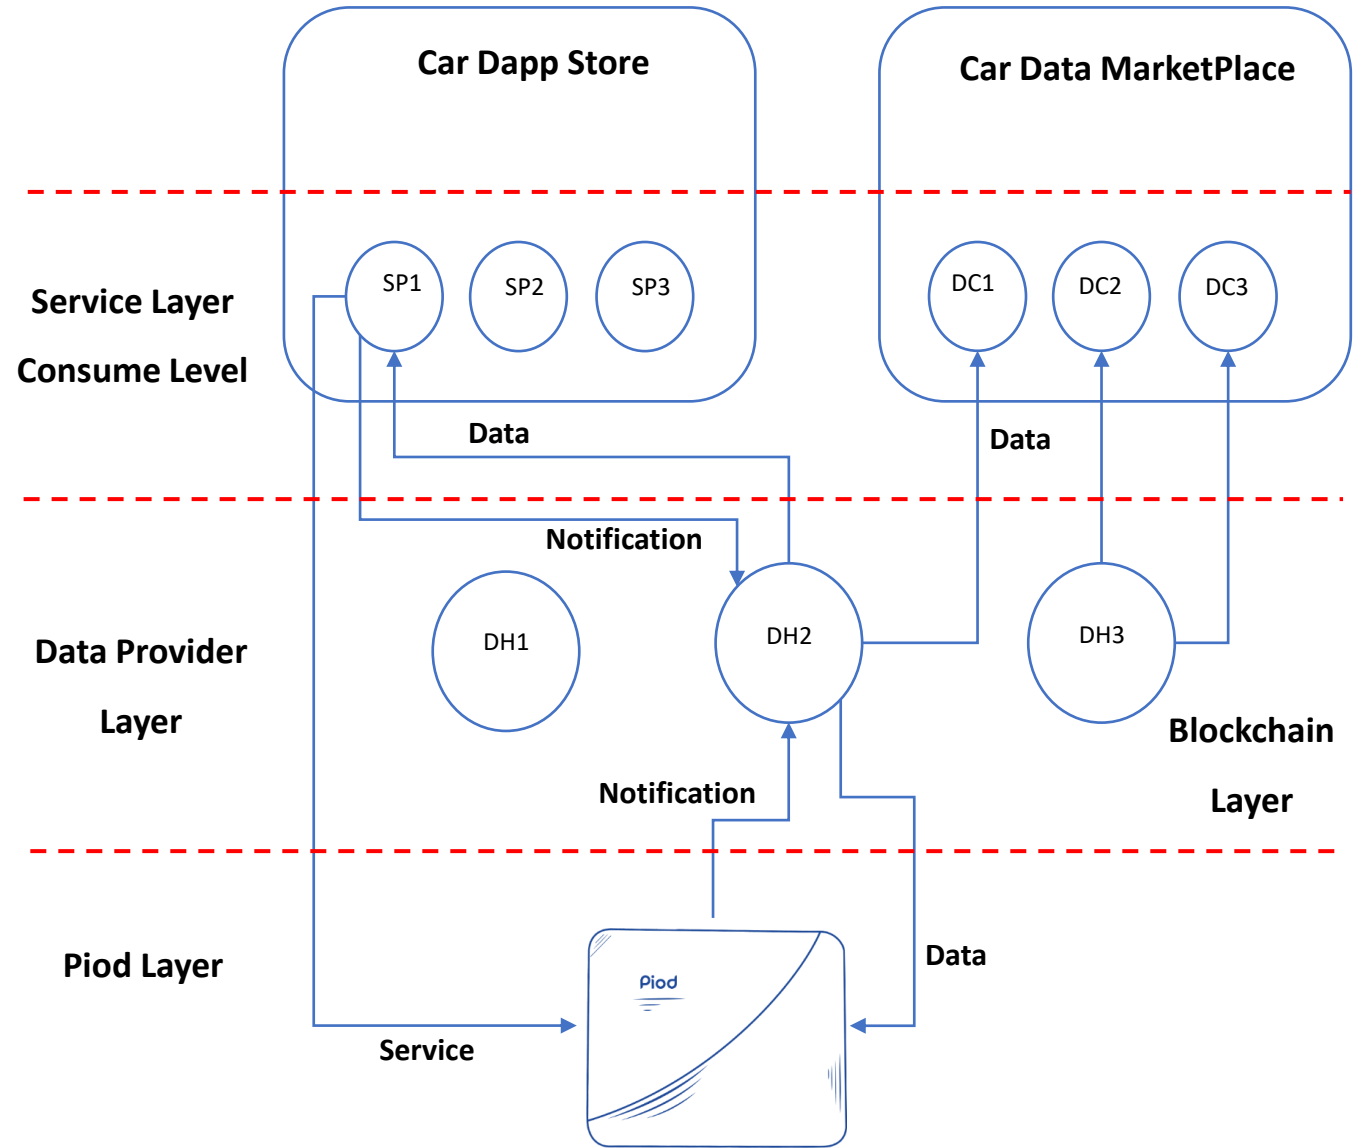 Car Dapp Store
Car Data MarketPlace
SP1
SP2
SP3
DC1
DC2
DC3
Service Layer
Consume Level
Data
Data
Notification
DH1
DH2
DH3
Data Provider
Layer
Blockchain
Layer
Notification
Piod Layer
Data
Piod
Service